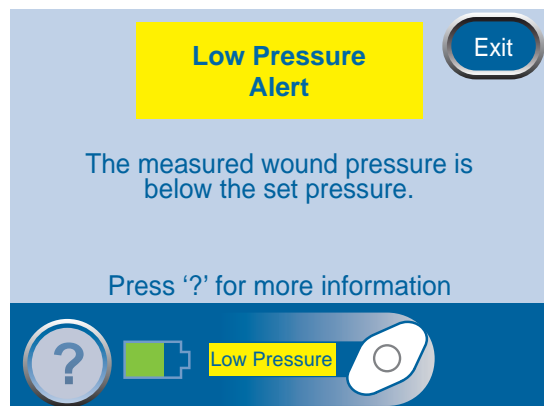 Low Pressure
Alert
Exit
The measured wound pressure is
below the set pressure.
Press ‘?’ for more information
?
Low Pressure